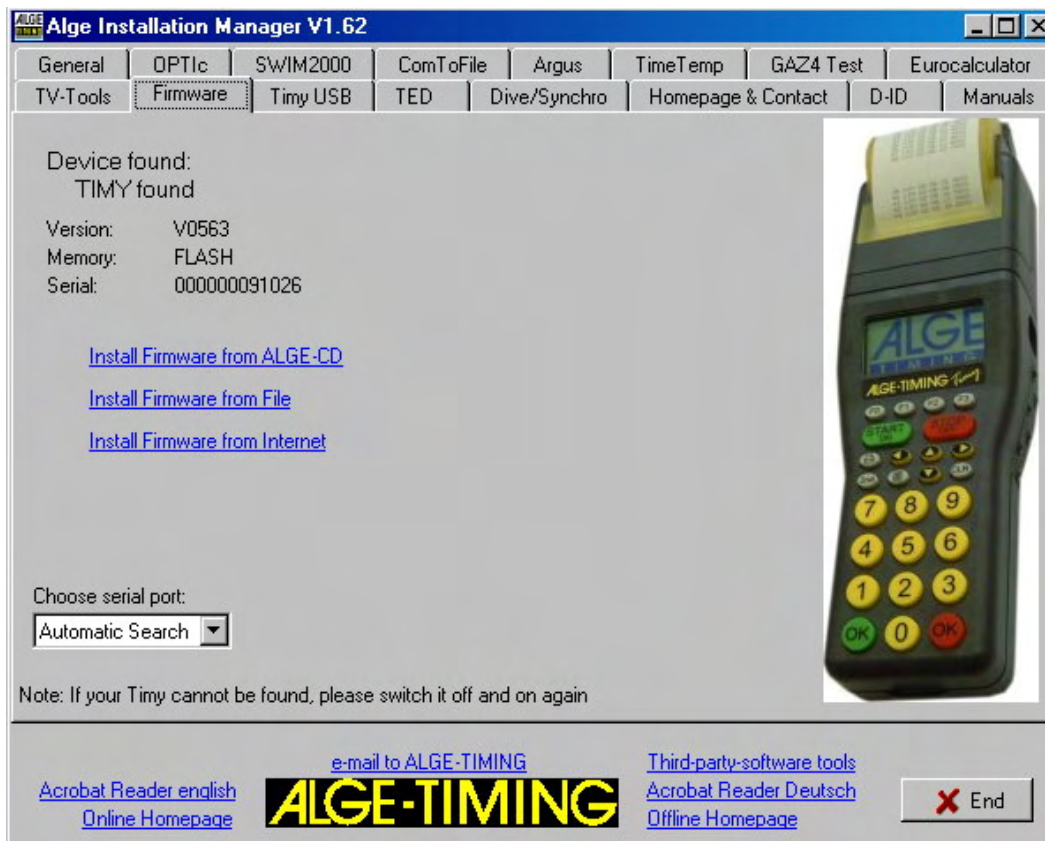 Alge Installation Manager V1.62
General OPTIc SWIM2000 ComToFile Argus TimeTemp GAZ4 Test Eurocalculator
TV-Tools Firmware Timy USB TED Dive/Synchro Homepage & Contact D-ID Manuals
Device found:
TIMY found
Version: V0563
Memory: FLASH
Serial: 000000091026
Install Firmware from ALGE-CD
Install Firmware from File
Install Firmware from Internet
ALGE
TIMING
ALGE-TIMING Timy
START
STOP
7 8 9
4 5 6
1 2 3
OK 0 OK
Choose serial port:
Automatic Search
Note: If your Timy cannot be found, please switch it off and on again
e-mail to ALGE-TIMING
Third-party-software tools
Acrobat Reader english
ALGE-TIMING
Acrobat Reader Deutsch
Online Homepage
Offline Homepage
End